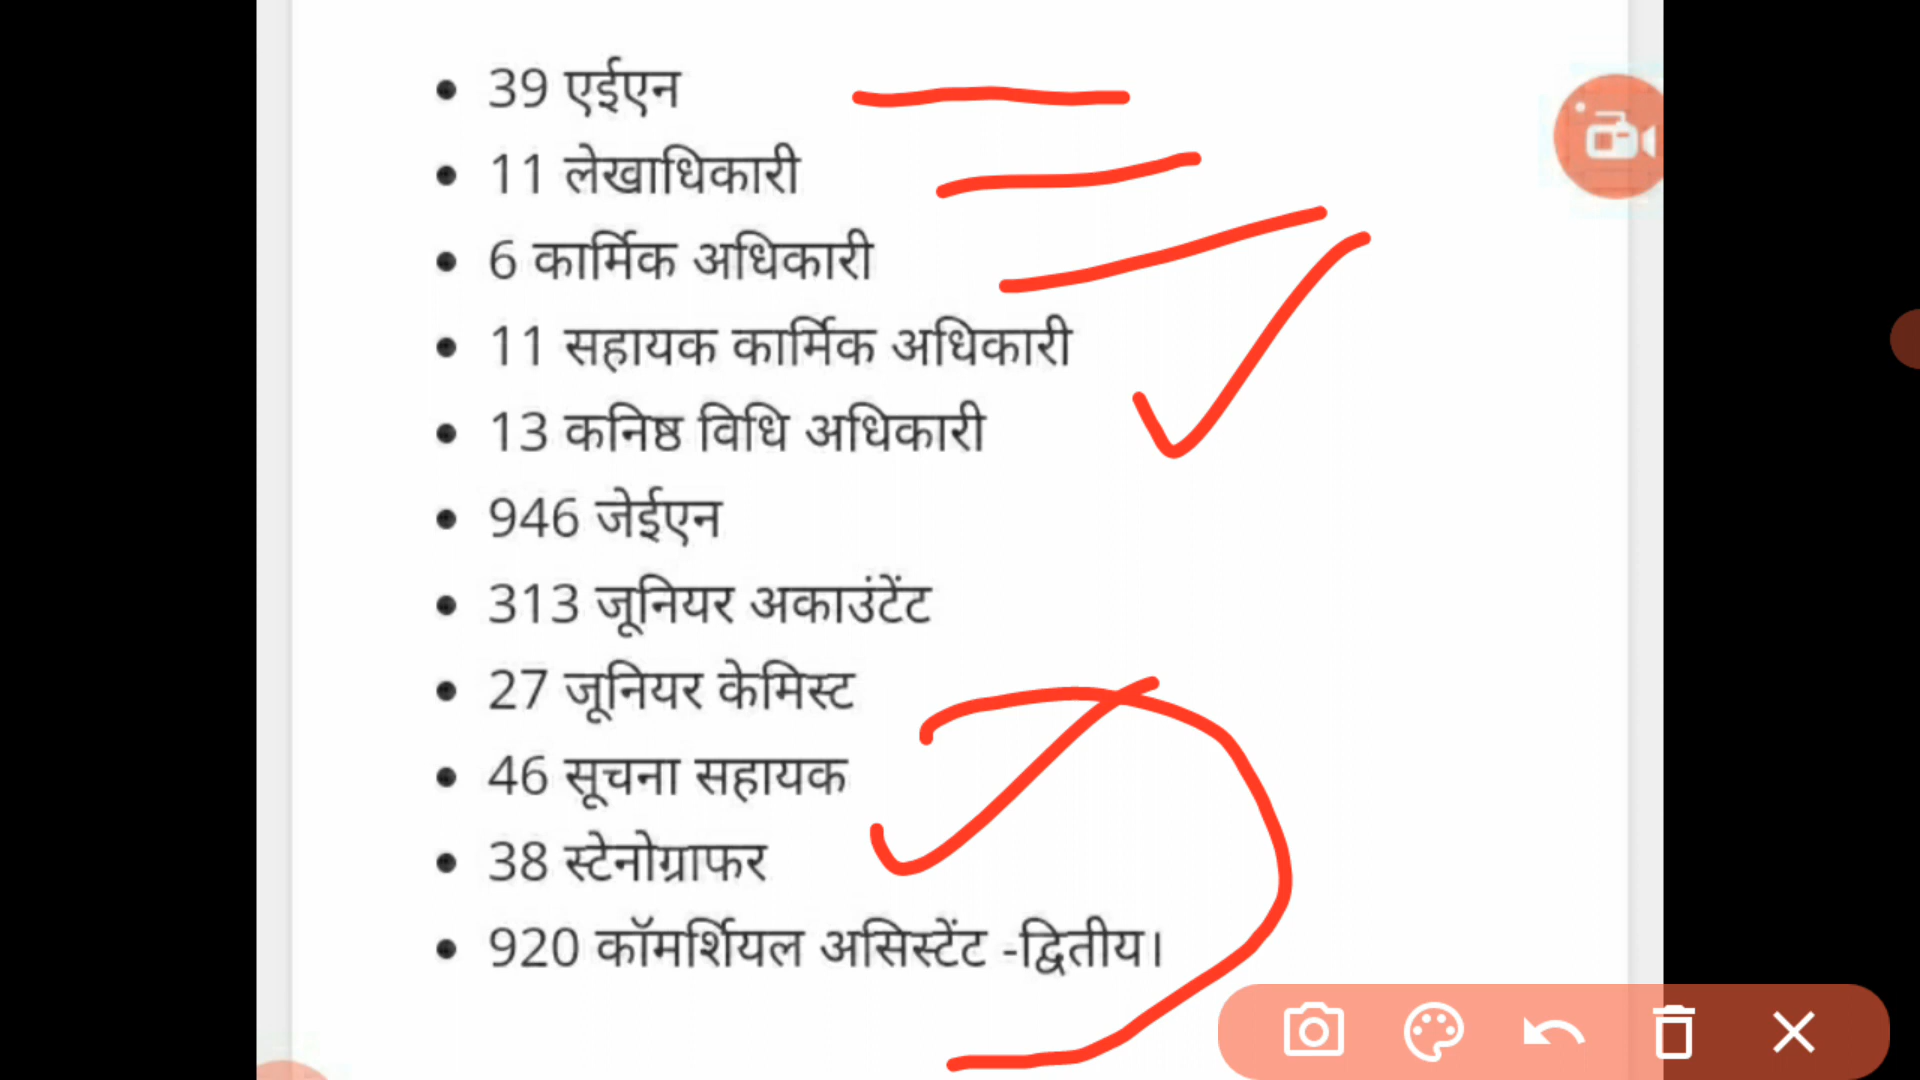 39 एईएन
11 लेखाधिकारी
6 कार्मिक अधिकारी
11 सहायक कार्मिक अधिकारी
13 कनिष्ठ विधि अधिकारी
946 जेईएन
313 जूनियर अकाउंटेंट
27 जूनियर केमिस्ट
46 सूचना सहायक
38 स्टेनोग्राफर
920 कॉमर्शियल असिस्टेंट -द्वितीय।